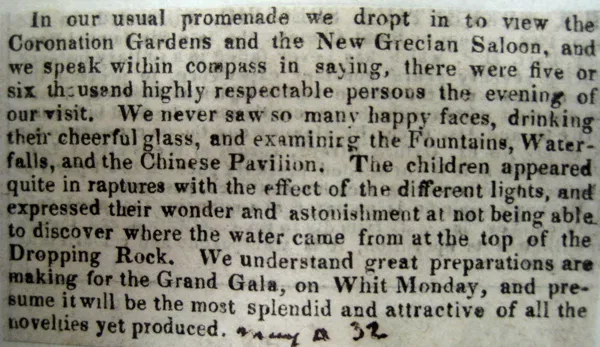 In our usual promenade we dropt in to view the
Coronation Gardens and the New Grecian Saloon, and
we speak within compass in saying, there were five or
six thousand highly respectable persons the evening of
our visit. We never saw so many happy faces, drinking
their cheerful glass, and examining the Fountains, Water-
falls, and the Chinese Pavilion. The children appeared
quite in raptures with the effect of the different lights, and
expressed their wonder and astonishment at not being able
to discover where the water came from at the top of the
Dropping Rock. We understand great preparations are
making for the Grand Gala, on Whit Monday, and pre-
sume it will be the most splendid and attractive of all the
novelties yet produced. 32